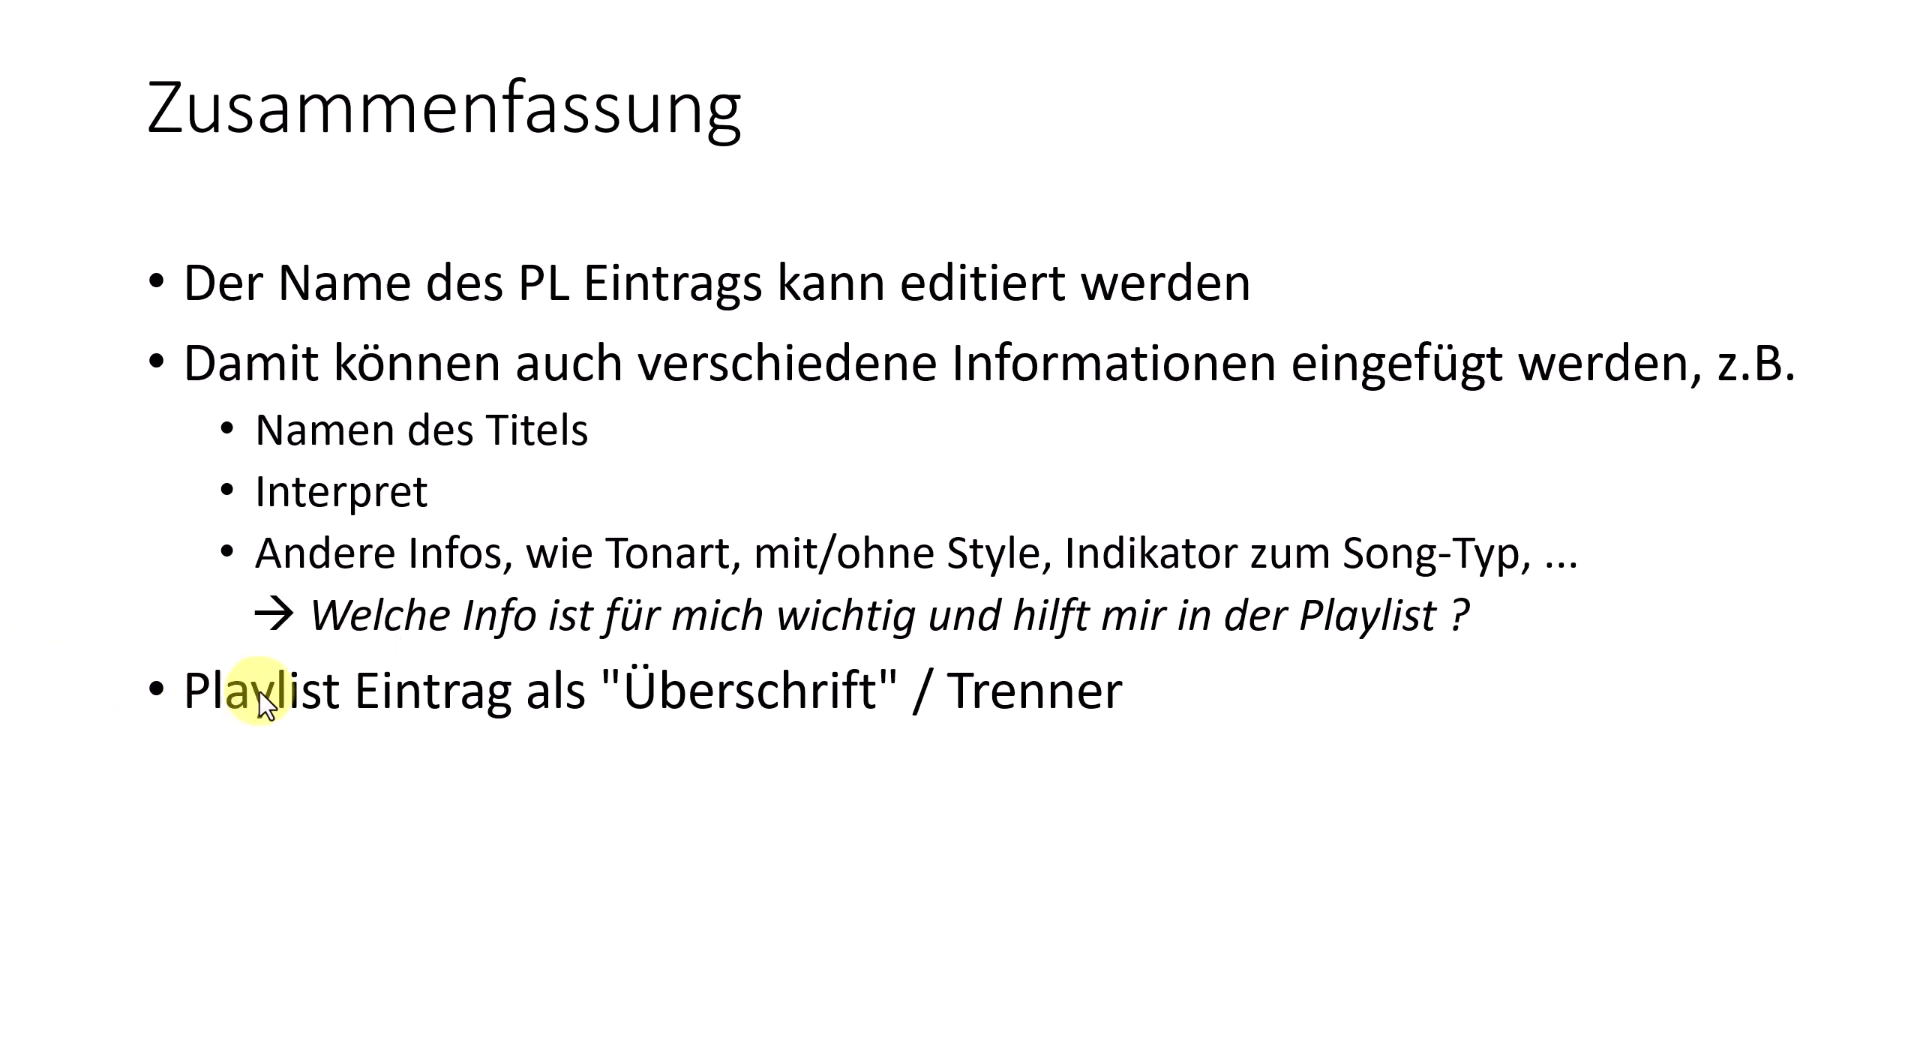 Zusammenfassung
• Der Name des PL Eintrags kann editiert werden
• Damit können auch verschiedene Informationen eingefügt werden, z.B.
• Namen des Titels
• Interpret
• Andere Infos, wie Tonart, mit/ohne Style, Indikator zum Song-Typ, ...
→ Welche Info ist für mich wichtig und hilft mir in der Playlist ?
• Playlist Eintrag als "Überschrift" / Trenner